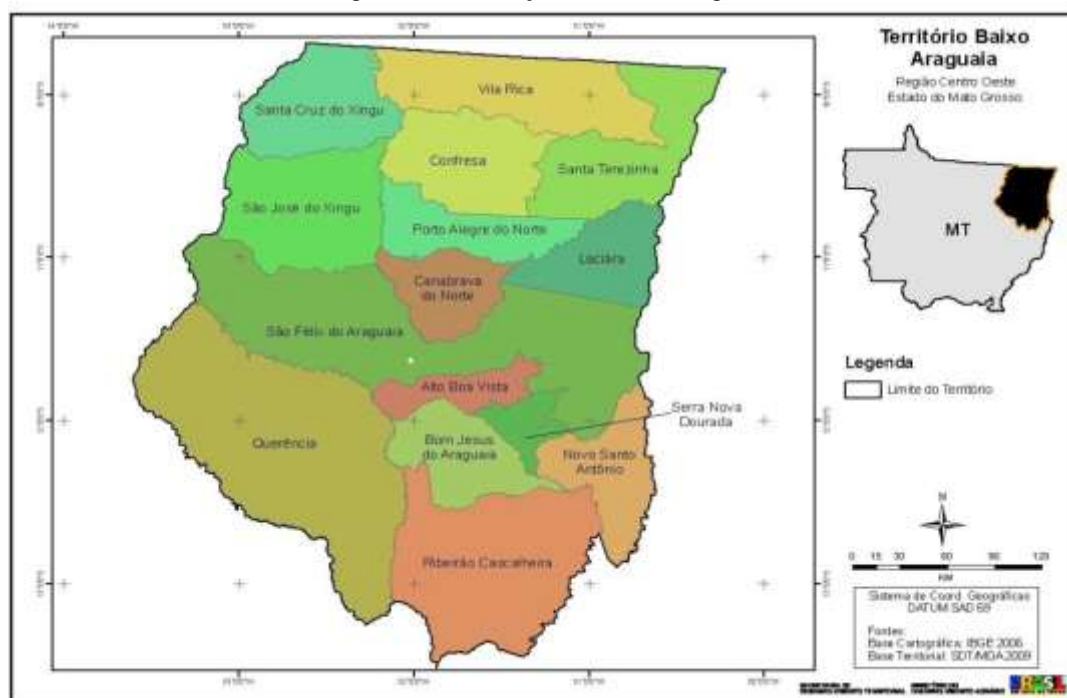 Território Baixo
Araguaia
Região Centro Oeste
Estado do Mato Grosso
Vila Rica
Santa Cruz do Xingu
Confresa
Santa Terezinha
São José do Xingu
Porto Alegre do Norte
Luciára
Canabrava
do Norte
São Félix do Araguaia
Alto Boa Vista
Serra Nova
Dourada
Querência
Bom Jesus
do Araguaia
Novo Santo
Antônio
Ribeirão Cascalheira
MT
Legenda
Limite do Território
N
0 15 30 60 90 120
KM
Sistema de Coord. Geográficas
DATUM SAD 69
Fontes:
Base Cartográfica: IBGE 2006
Base Territorial: SDT/MDA 2009